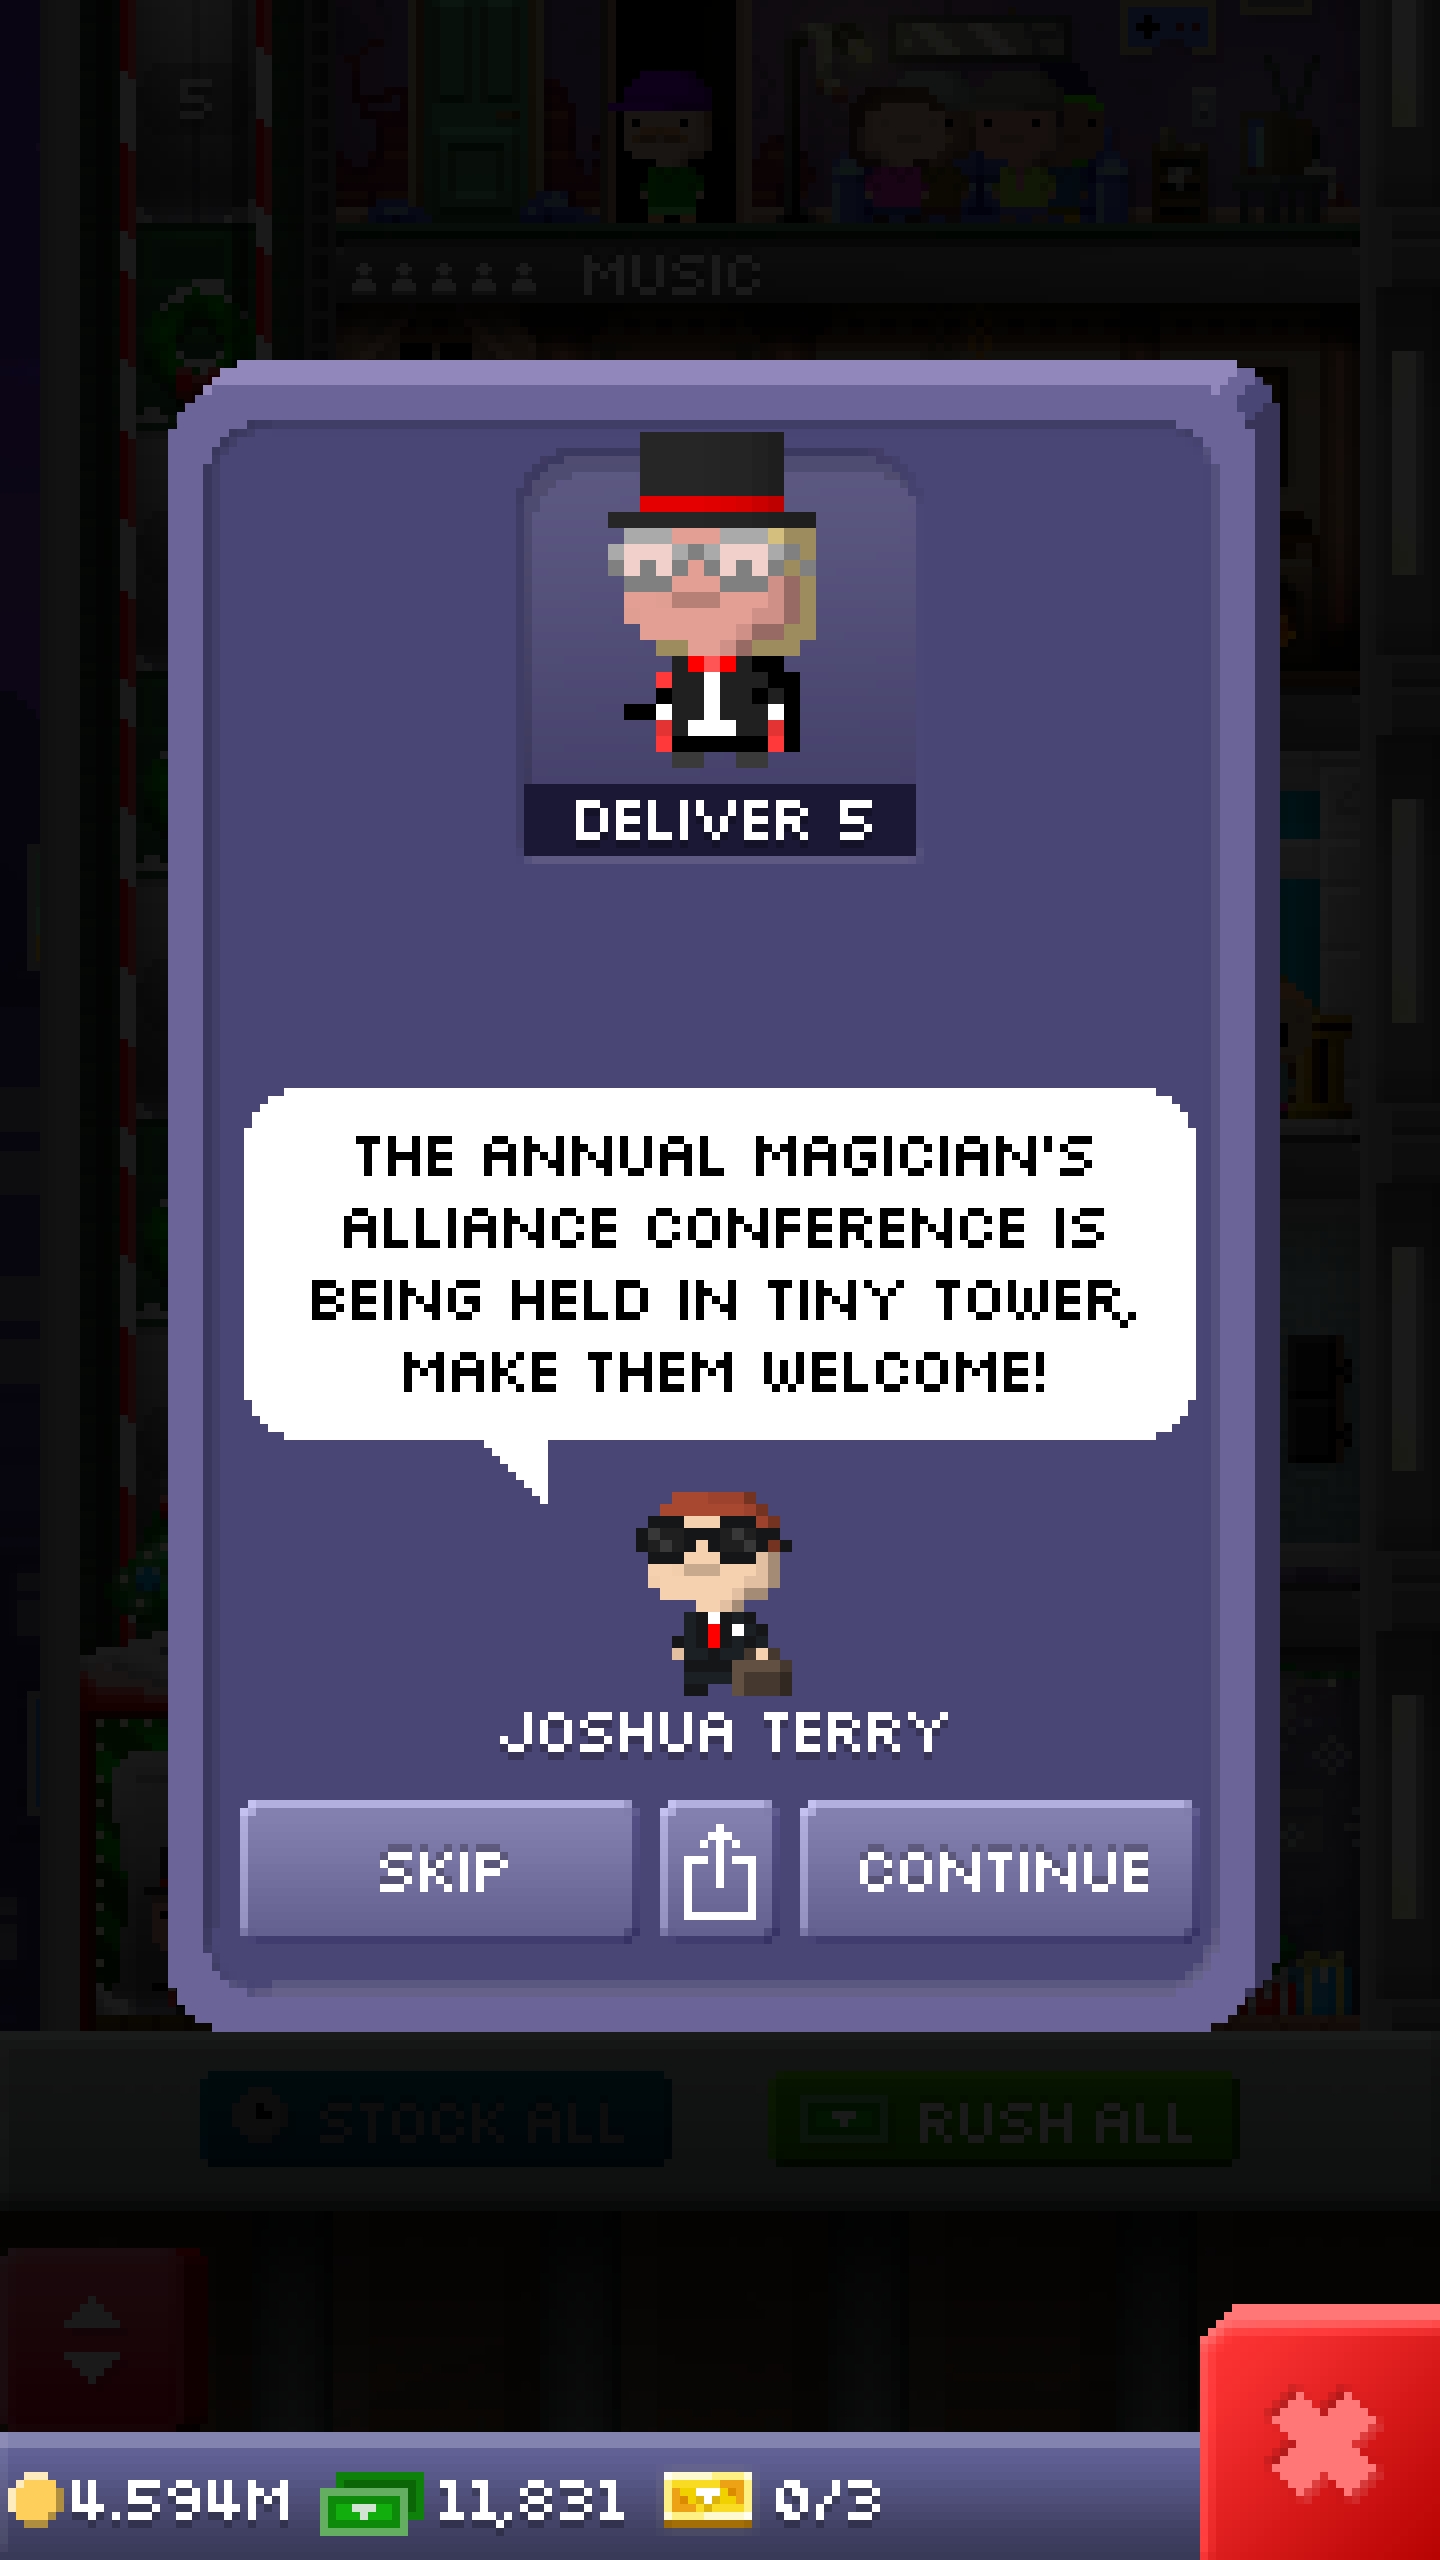 5
MUSIC
DELIVER 5
THE ANNUAL MAGICIAN'S
ALLIANCE CONFERENCE IS
BEING HELD IN TINY TOWER,
MAKE THEM WELCOME!
JOSHUA TERRY
SKIP
CONTINUE
STOCK ALL
RUSH ALL
4.594M
11,831
0/3